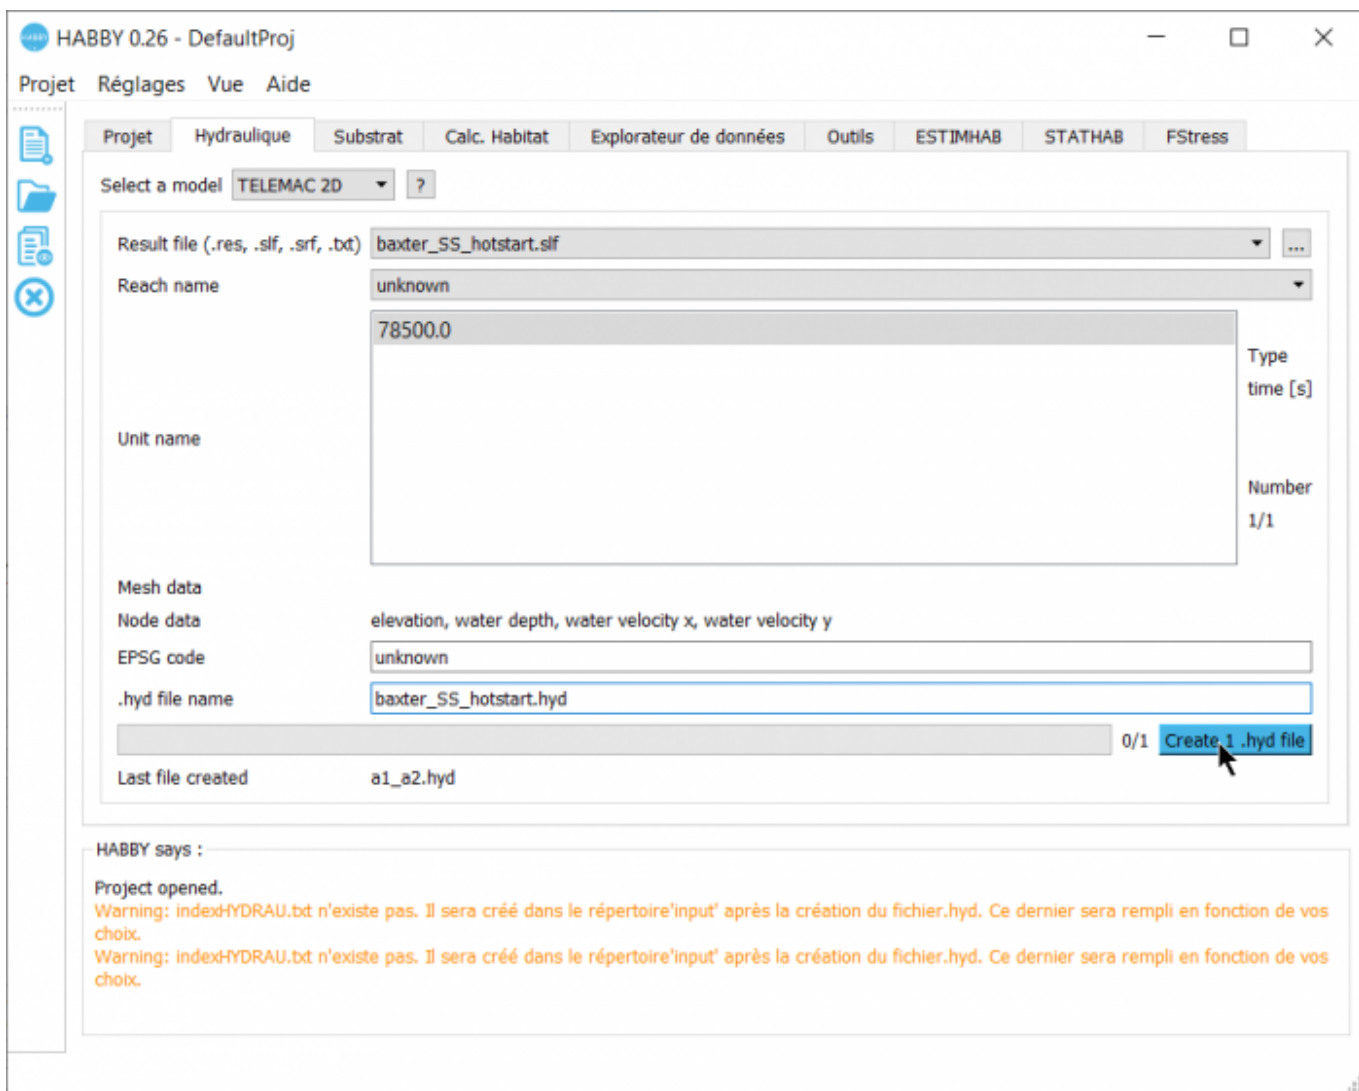 HABBY 0.26 - DefaultProj
Projet Réglages Vue Aide
Projet Hydraulique Substrat Calc. Habitat Explorateur de données Outils ESTIMHAB STATHAB FStress
Select a model TELEMAC 2D ?
Result file (.res, .slf, .srf, .txt) baxter_SS_hotstart.slf ...
Reach name unknown
78500.0
Type
time [s]
Unit name
Number
1/1
Mesh data
Node data elevation, water depth, water velocity x, water velocity y
EPSG code unknown
.hyd file name baxter_SS_hotstart.hyd
0/1 Create 1 .hyd file
Last file created a1_a2.hyd
HABBY says :
Project opened.
Warning: indexHYDRAU.txt n'existe pas. Il sera créé dans le répertoire'input' après la création du fichier.hyd. Ce dernier sera rempli en fonction de vos
choix.
Warning: indexHYDRAU.txt n'existe pas. Il sera créé dans le répertoire'input' après la création du fichier.hyd. Ce dernier sera rempli en fonction de vos
choix.